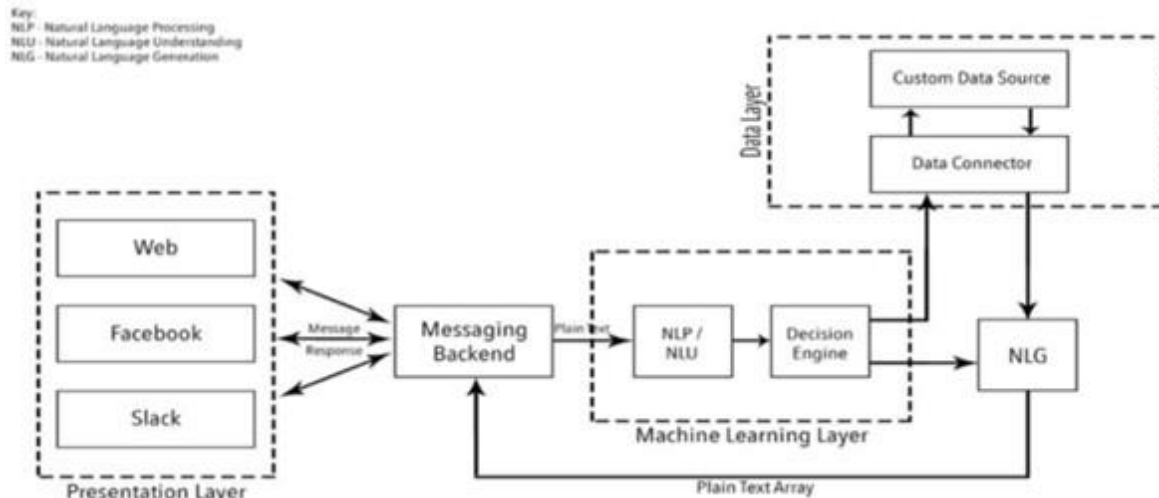 Key:
NLP - Natural Language Processing
NLU - Natural Language Understanding
NLG - Natural Language Generation
Custom Data Source
Data Layer
Data Connector
Web
Facebook
Slack
Message
Response
Messaging
Backend
Plain Text
NLP /
NLU
Decision
Engine
NLG
Machine Learning Layer
Presentation Layer
Plain Text Array